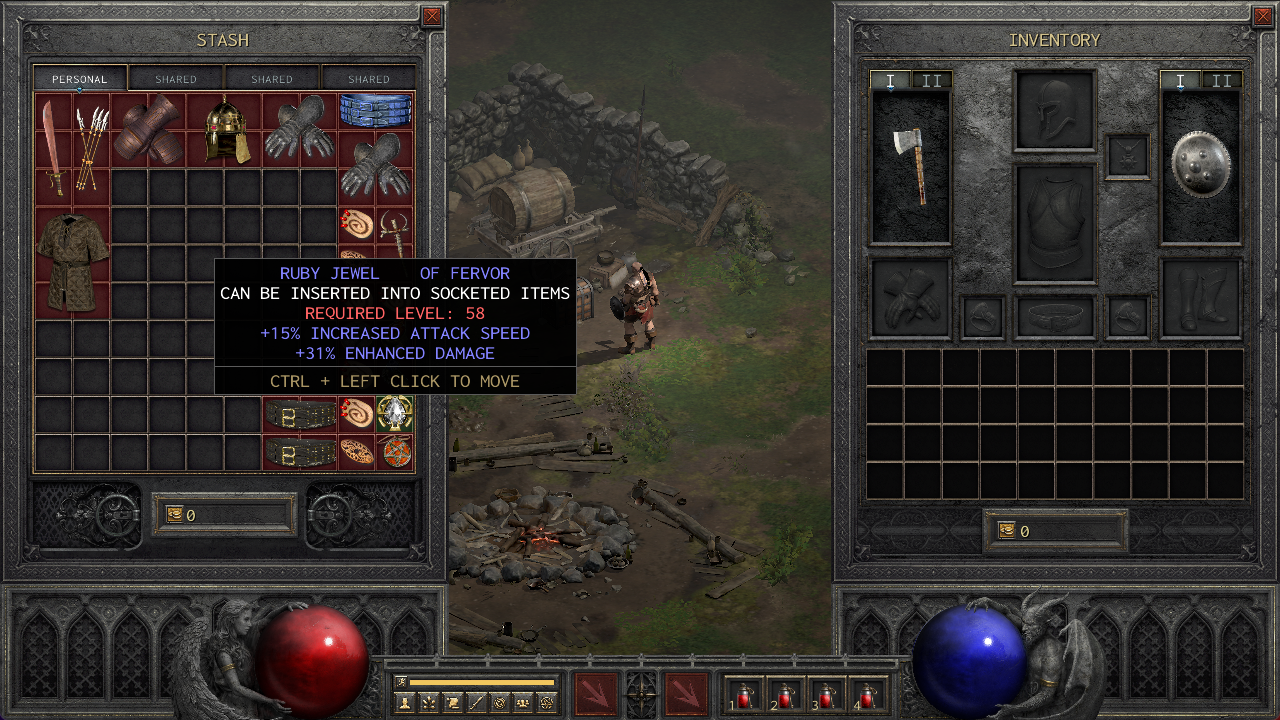 STASH
PERSONAL SHARED SHARED SHARED
RUBY JEWEL OF FERVOR
CAN BE INSERTED INTO SOCKETED ITEMS
REQUIRED LEVEL: 58
+15% INCREASED ATTACK SPEED
+31% ENHANCED DAMAGE
CTRL + LEFT CLICK TO MOVE
0
INVENTORY
I II
I II
0
1 2 3 4